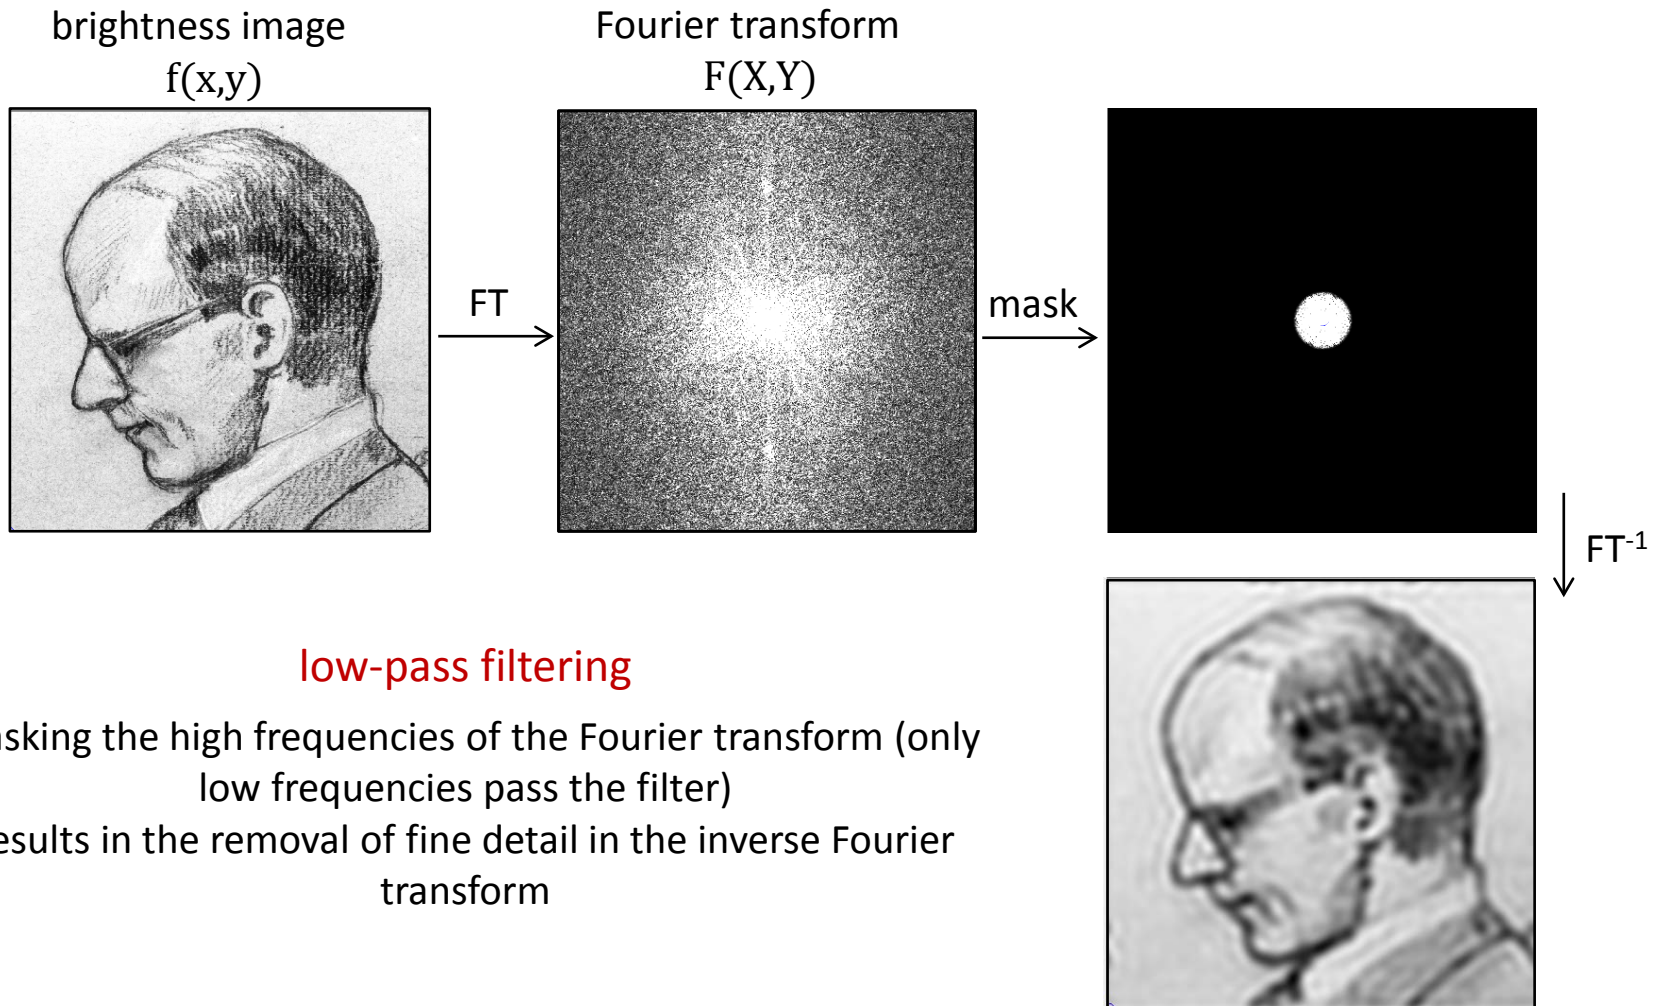 brightness image
f(x,y)
Fourier transform
F(X,Y)
FT
mask
FT-1
low-pass filtering
sking the high frequencies of the Fourier transform (only
low frequencies pass the filter)
esults in the removal of fine detail in the inverse Fourier
transform